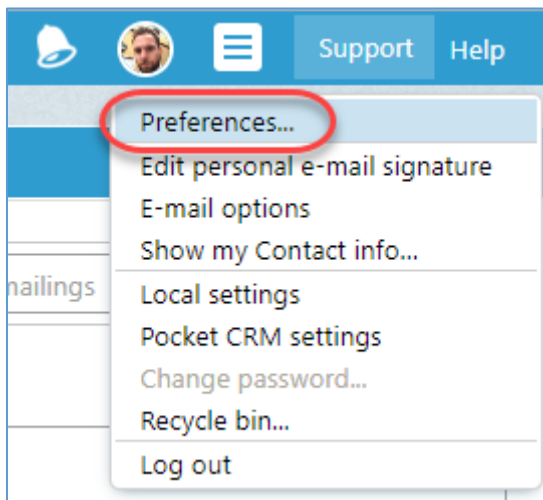 Support Help
Preferences...
Edit personal e-mail signature
E-mail options
Show my Contact info...
mailings
Local settings
Pocket CRM settings
Change password...
Recycle bin...
Log out